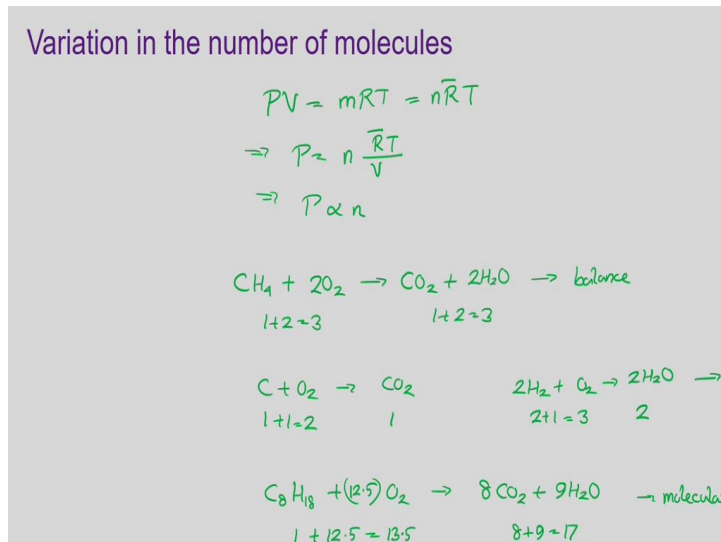 Variation in the number of molecules
PV = mRT = nR̅T
⇒ P = n R̅T/V
⇒ P ∝ n
CH₄ + 2O₂ → CO₂ + 2H₂O → balance
1+2=3 1+2=3
C + O₂ → CO₂ 2H₂ + O₂ → 2H₂O →
1+1=2 1 2+1=3 2
C₈H₁₈ + (12.5)O₂ → 8CO₂ + 9H₂O → molecula
1 + 12.5 = 13.5 8+9=17